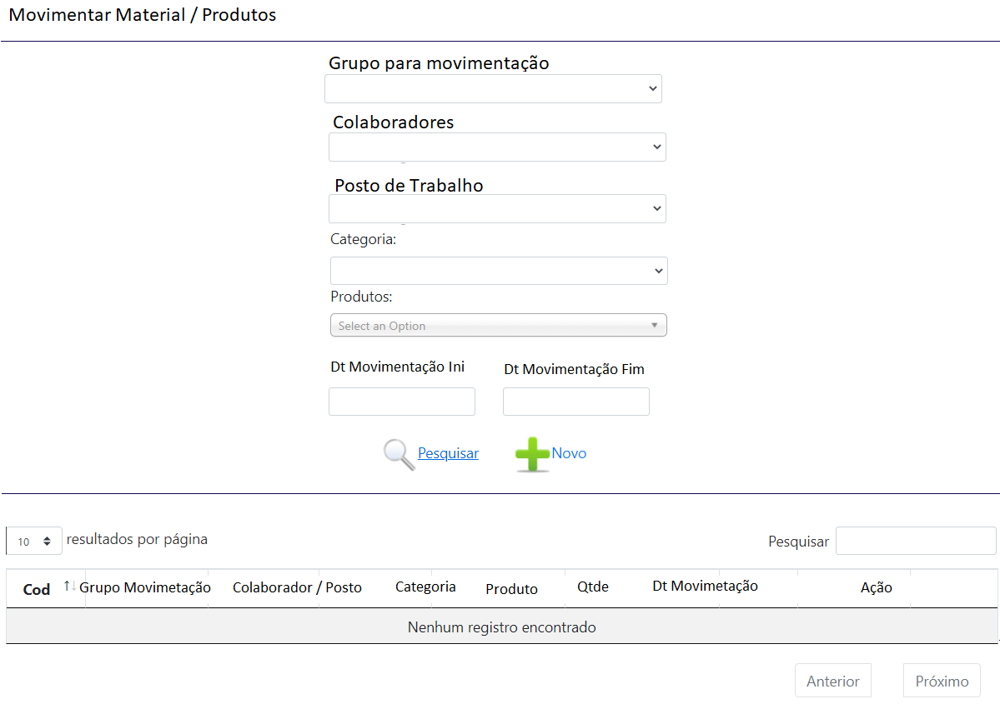 Movimentar Material / Produtos
Grupo para movimentação
Colaboradores
Posto de Trabalho
Categoria:
Produtos:
Select an Option
Dt Movimentação Ini
Dt Movimentação Fim
Pesquisar
Novo
10 resultados por página
Pesquisar
Cod Grupo Movimetação Colaborador / Posto Categoria Produto Qtde Dt Movimetação Ação
Nenhum registro encontrado
Anterior Próximo